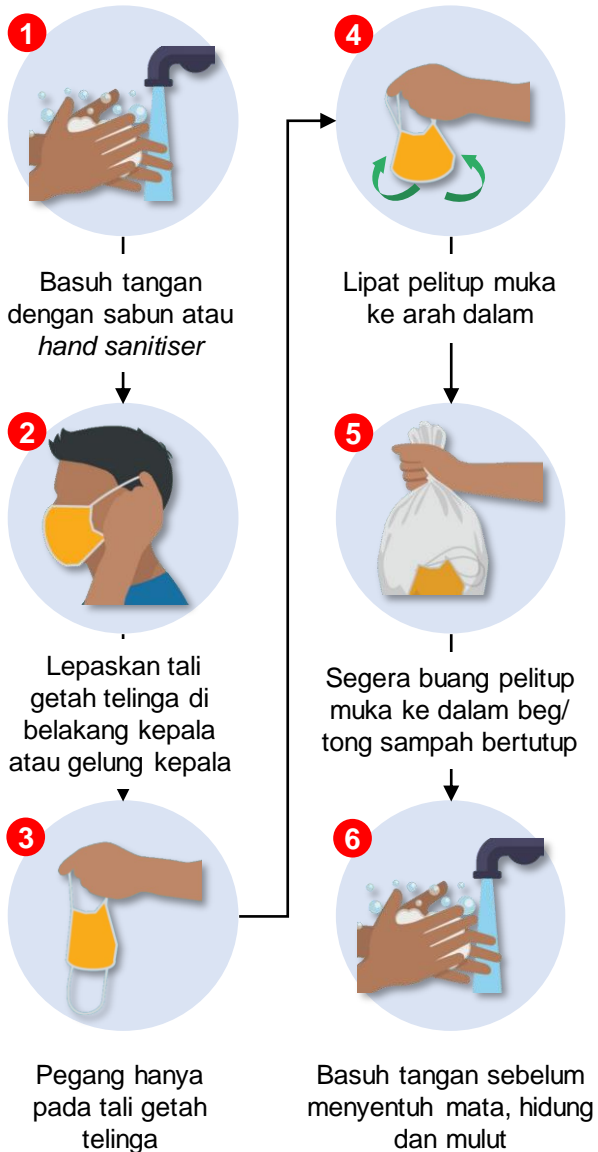 1
Basuh tangan
dengan sabun atau
hand sanitiser
2
Lepaskan tali
getah telinga di
belakang kepala
atau gelung kepala
3
Pegang hanya
pada tali getah
telinga
4
Lipat pelitup muka
ke arah dalam
5
Segera buang pelitup
muka ke dalam beg/
tong sampah bertutup
6
Basuh tangan sebelum
menyentuh mata, hidung
dan mulut